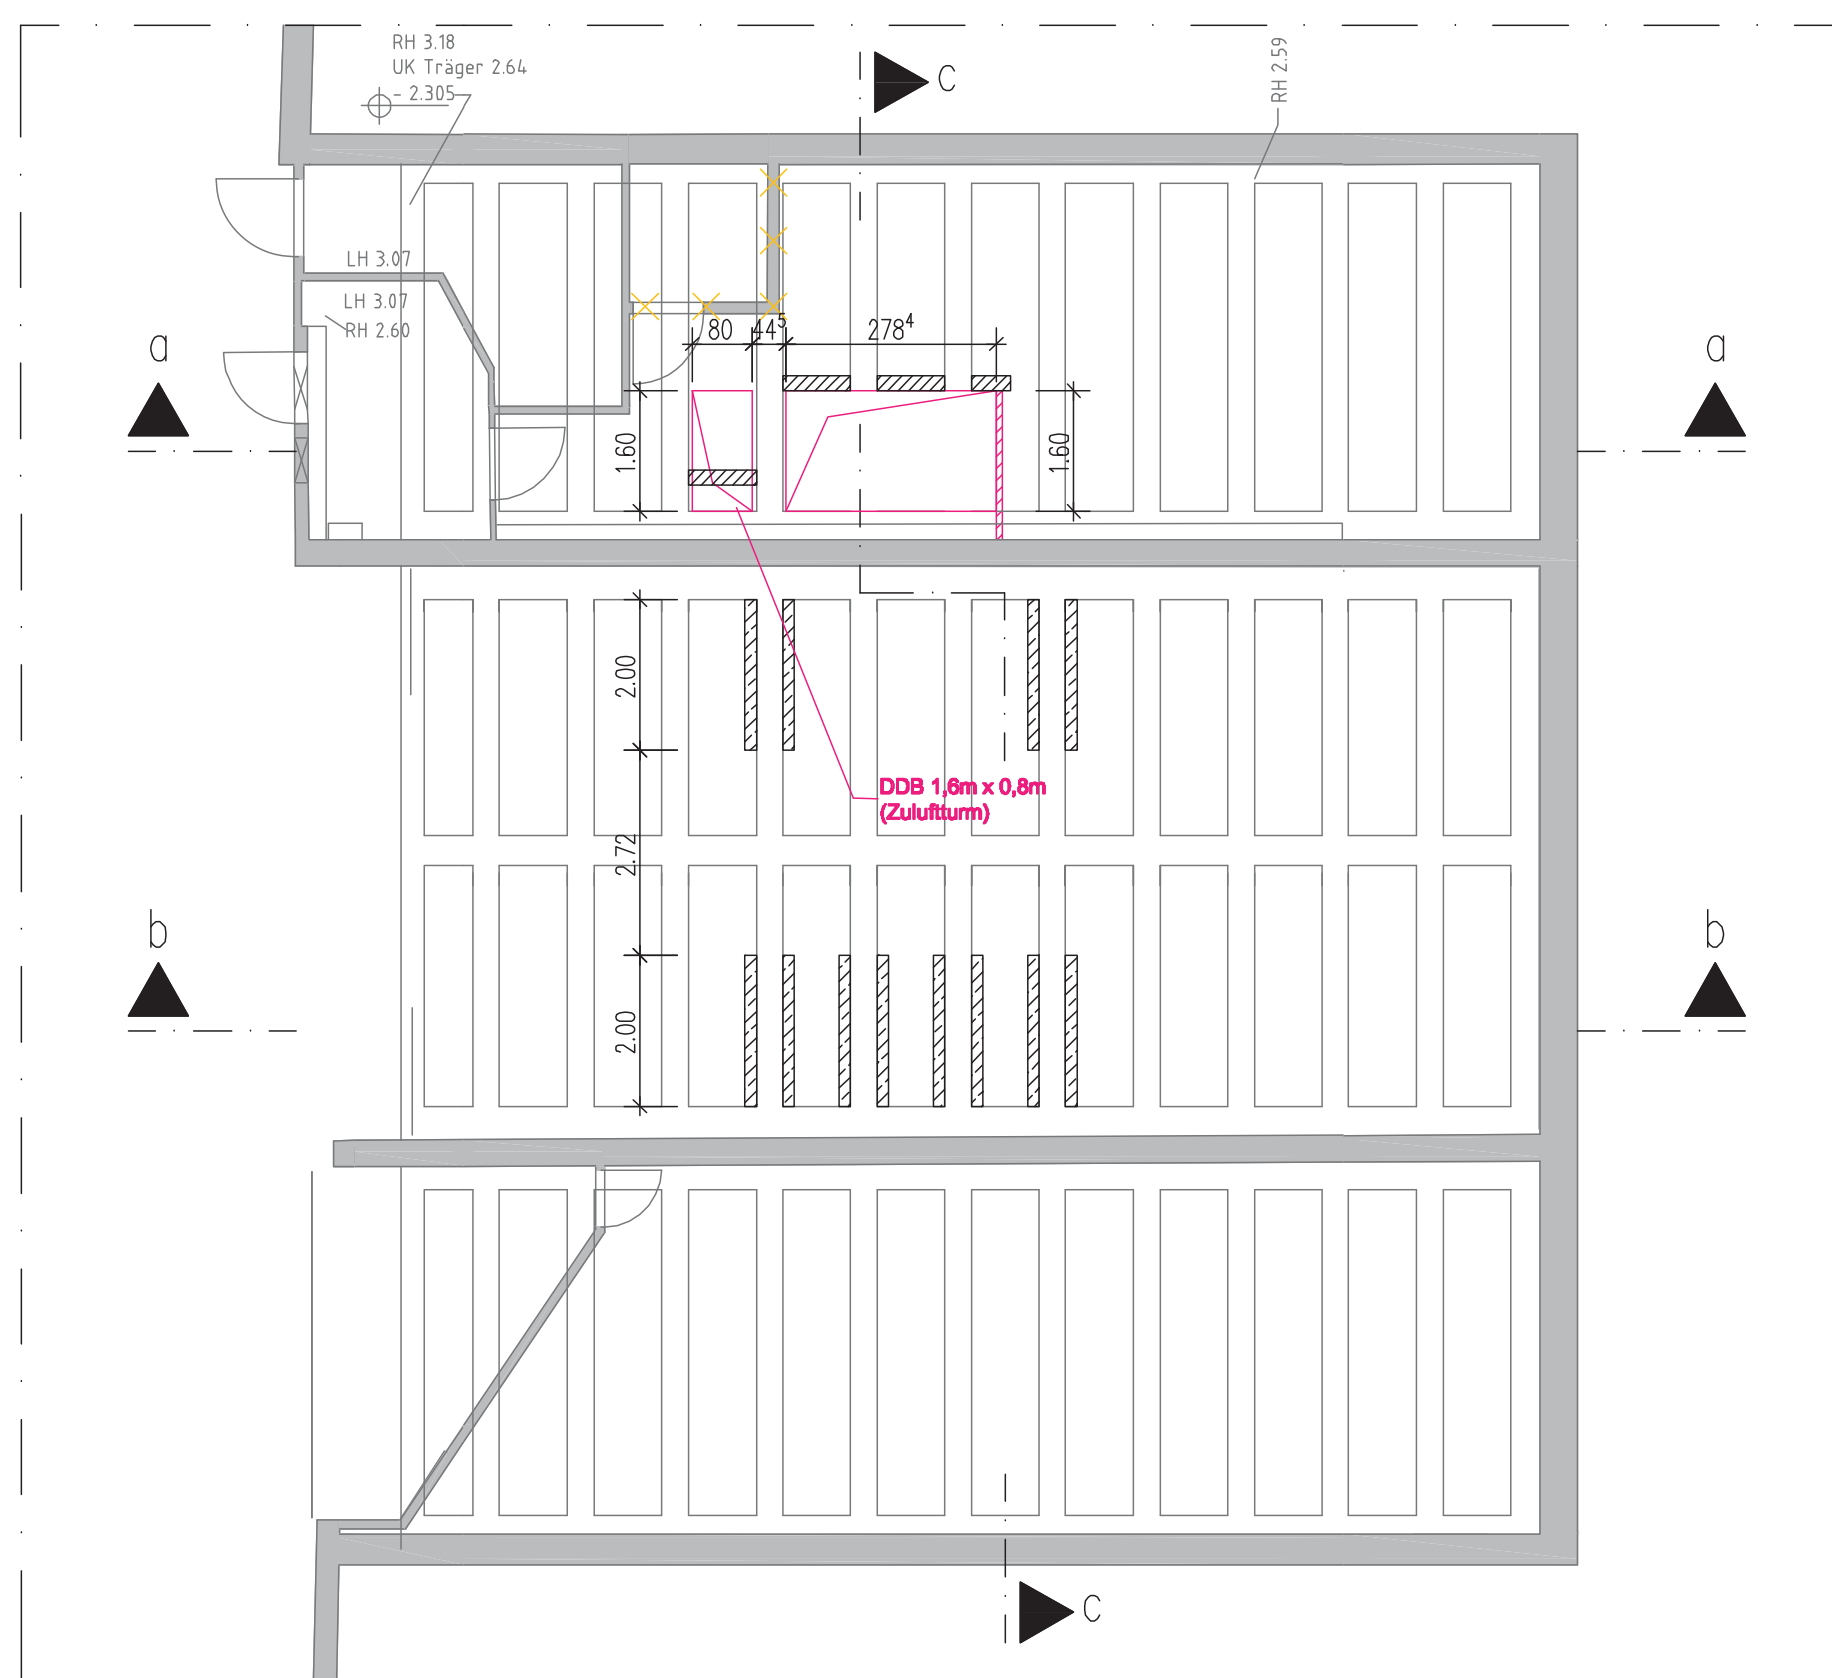 RH 3.18
UK Träger 2.64
- 2.305
C
RH 2.59
LH 3.07
LH 3.07
RH 2.60
80
44⁵
278⁴
a
a
1.60
1.60
2.00
DDB 1,6m x 0,8m
(Zuluftturm)
2.72
b
b
2.00
C